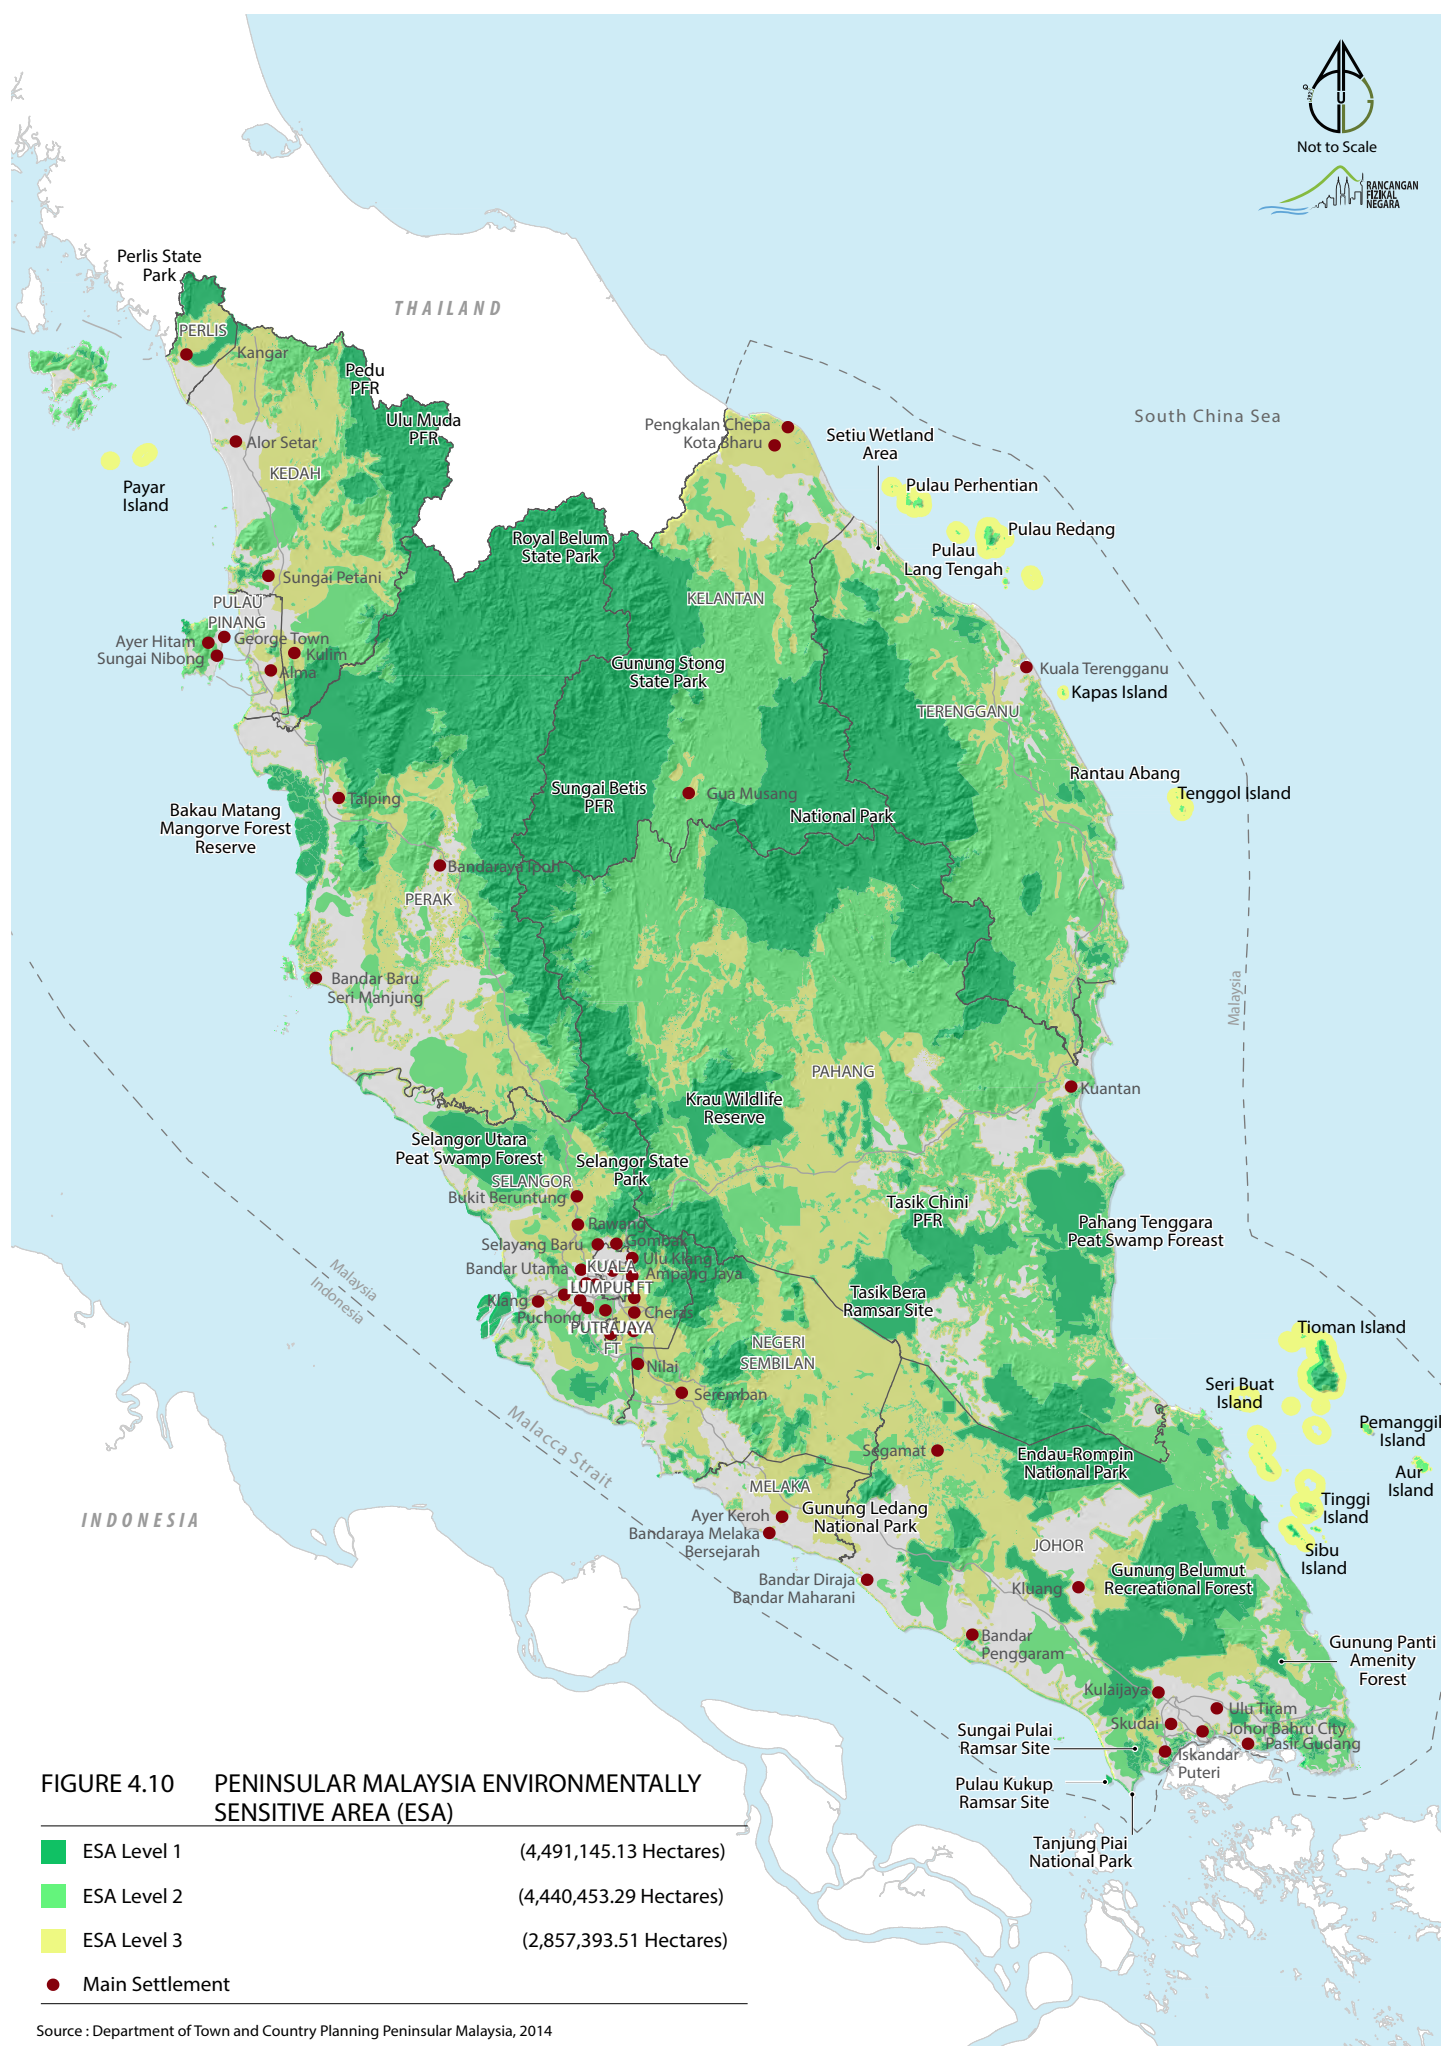 Not to Scale
RANCANGAN
FIZIKAL
NEGARA
Perlis State
Park
THAILAND
PERLIS
Kangar
Pedu
PFR
Ulu Muda
PFR
South China Sea
Pengkalan Chepa
Kota Bharu
Setiu Wetland
Area
Alor Setar
KEDAH
Payar
Island
Pulau Perhentian
Pulau Redang
Royal Belum
State Park
Pulau
Lang Tengah
Sungai Petani
KELANTAN
PULAU
PINANG
George Town
Ayer Hitam
Sungai Nibong
Kulim
Alma
Gunung Stong
State Park
Kuala Terengganu
Kapas Island
TERENGGANU
Rantau Abang
Tenggol Island
Sungai Betis
PFR
Gua Musang
National Park
Taiping
Bakau Matang
Mangorve Forest
Reserve
Bandaraya Ipoh
PERAK
Bandar Baru
Seri Manjung
Malaysia
PAHANG
Kuantan
Krau Wildlife
Reserve
Selangor Utara
Peat Swamp Forest
Selangor State
Park
SELANGOR
Bukit Beruntung
Tasik Chini
PFR
Pahang Tenggara
Peat Swamp Foreast
Rawang
Selayang Baru
Gombak
Ulu Klang
Bandar Utama
KUALA
LUMPUR FT
Ampang Jaya
Malaysia
Indonesia
Klang
Puchong
Cheras
PUTRAJAYA
FT
Tasik Bera
Ramsar Site
NEGERI
SEMBILAN
Nilai
Seremban
Tioman Island
Seri Buat
Island
Pemanggil
Island
Malacca Strait
Segamat
Endau-Rompin
National Park
Aur
Island
MELAKA
Gunung Ledang
National Park
Tinggi
Island
INDONESIA
Ayer Keroh
Bandaraya Melaka
Bersejarah
JOHOR
Sibu
Island
Bandar Diraja
Bandar Maharani
Kluang
Gunung Belumut
Recreational Forest
Bandar
Penggaram
Gunung Panti
Amenity
Forest
Kulaijaya
Ulu Tiram
Skudai
Johor Bahru City
Pasir Gudang
Sungai Pulai
Ramsar Site
Iskandar
Puteri
Pulau Kukup
Ramsar Site
Tanjung Piai
National Park
FIGURE 4.10 PENINSULAR MALAYSIA ENVIRONMENTALLY
SENSITIVE AREA (ESA)
ESA Level 1 (4,491,145.13 Hectares)
ESA Level 2 (4,440,453.29 Hectares)
ESA Level 3 (2,857,393.51 Hectares)
Main Settlement
Source : Department of Town and Country Planning Peninsular Malaysia, 2014